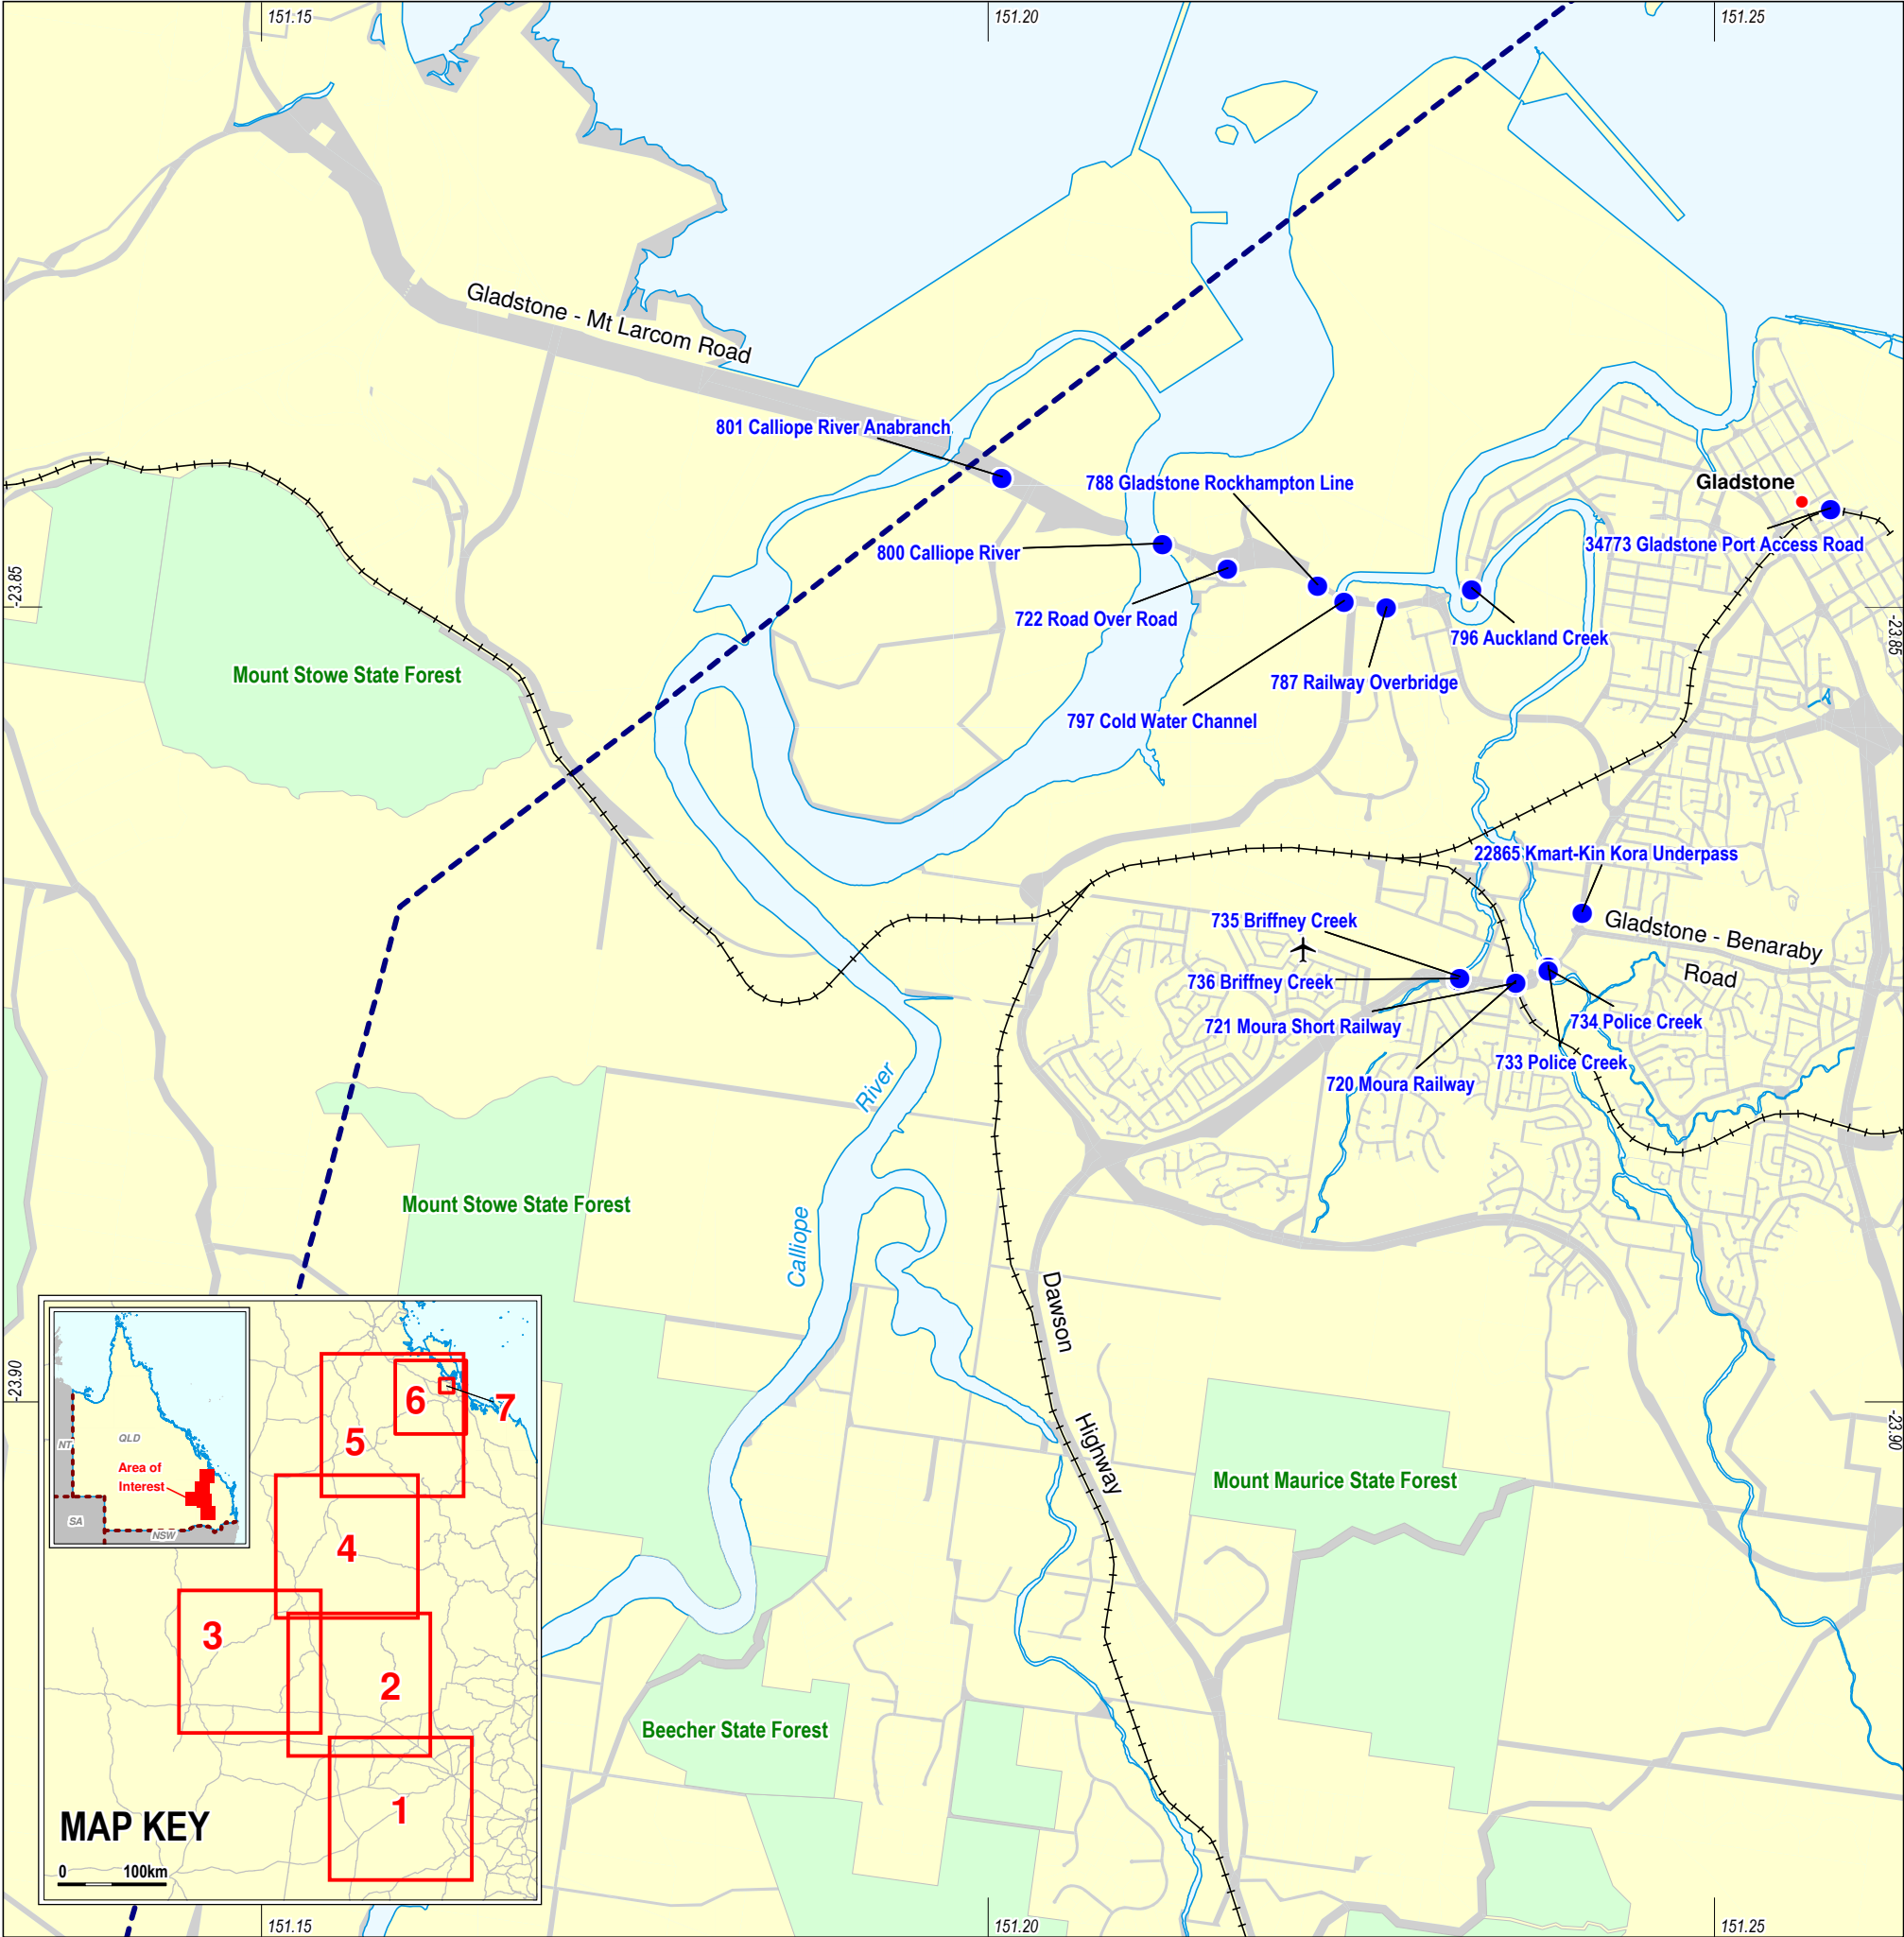 151.15
151.20
151.25
Gladstone - Mt Larcom Road
801 Calliope River Anabranch
788 Gladstone Rockhampton Line
Gladstone
34773 Gladstone Port Access Road
800 Calliope River
-23.85
722 Road Over Road
-23.85
796 Auckland Creek
Mount Stowe State Forest
787 Railway Overbridge
797 Cold Water Channel
22865 Kmart-Kin Kora Underpass
735 Briffney Creek
Gladstone - Benaraby
Road
736 Briffney Creek
721 Moura Short Railway
734 Police Creek
733 Police Creek
720 Moura Railway
River
Calliope
Mount Stowe State Forest
Dawson
Highway
-23.90
-23.90
Mount Maurice State Forest
Beecher State Forest
NT
QLD
Area of
Interest
SA
NSW
6
7
5
4
3
2
1
MAP KEY
0 100km
151.15
151.20
151.25